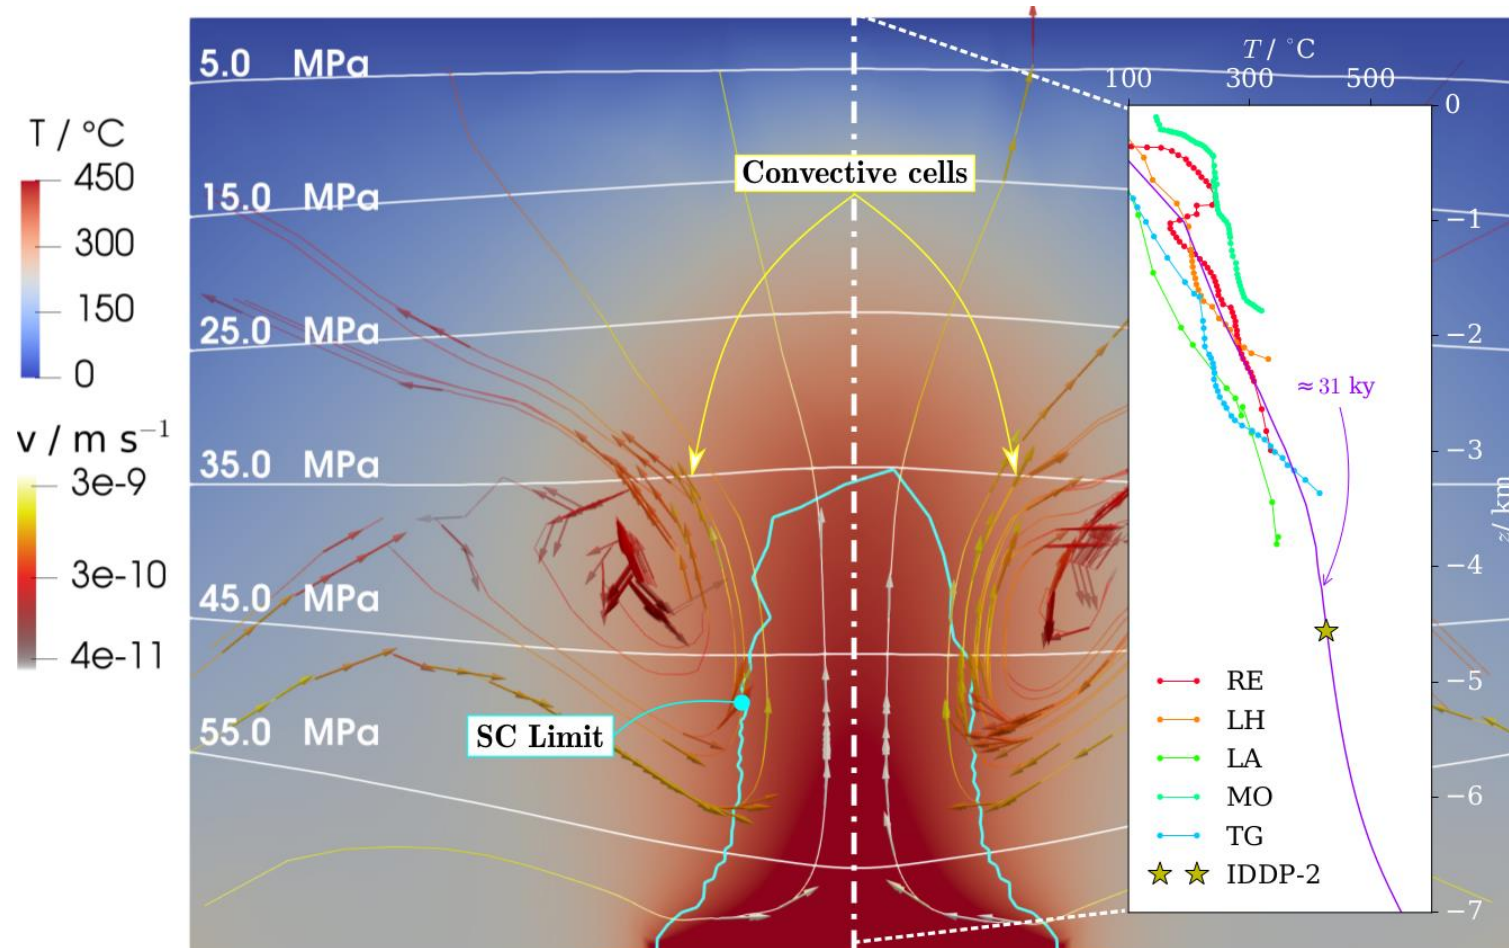 T / °C
450
300
150
0
v / m s⁻¹
3e-9
3e-10
4e-11
5.0 MPa
15.0 MPa
25.0 MPa
35.0 MPa
45.0 MPa
55.0 MPa
Convective cells
SC Limit
T / °C
100 300 500
0
−1
−2
−3
−4
−5
−6
−7
z/ km
≈31 ky
RE
LH
LA
MO
TG
IDDP-2